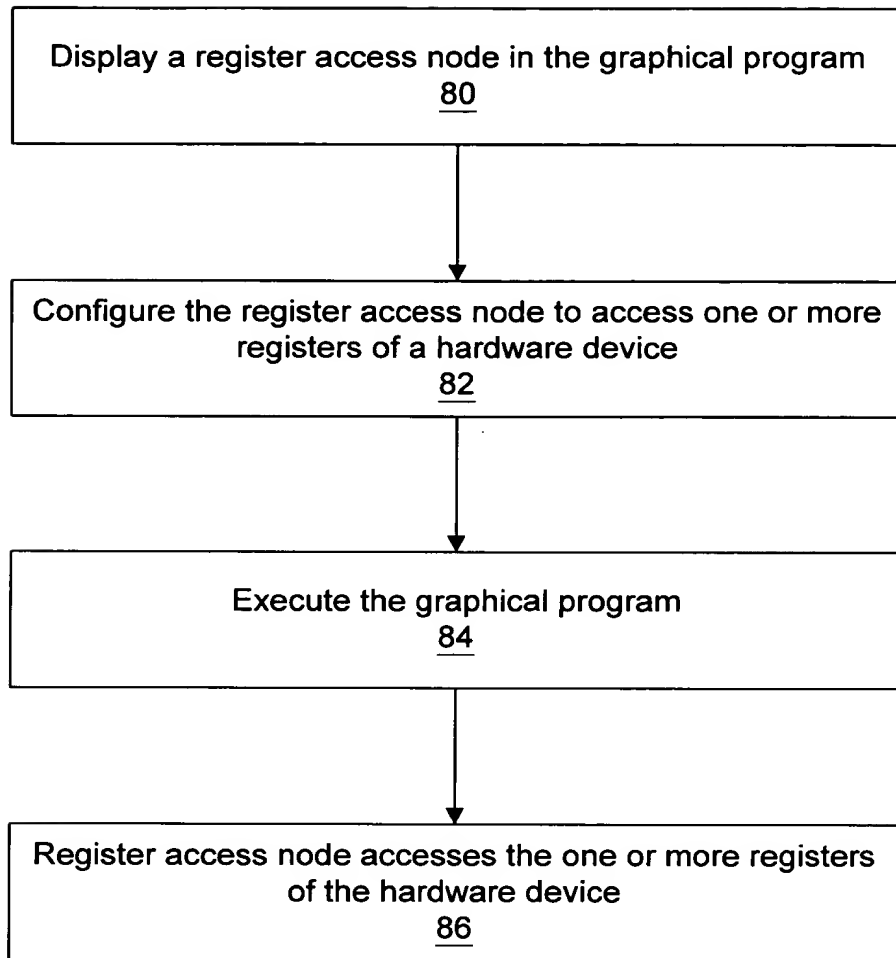 Display a register access node in the graphical program
80
Configure the register access node to access one or more
registers of a hardware device
82
Execute the graphical program
84
Register access node accesses the one or more registers
of the hardware device
86